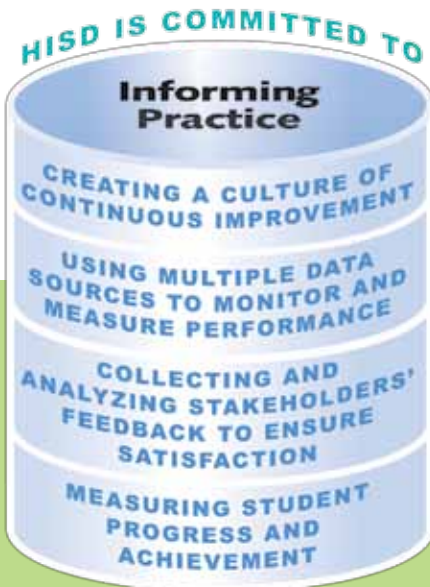 HISD IS COMMITTED TO
Informing
Practice
CREATING A CULTURE OF
CONTINUOUS IMPROVEMENT
USING MULTIPLE DATA
SOURCES TO MONITOR AND
MEASURE PERFORMANCE
COLLECTING AND
ANALYZING STAKEHOLDERS'
FEEDBACK TO ENSURE
SATISFACTION
MEASURING STUDENT
PROGRESS AND
ACHIEVEMENT